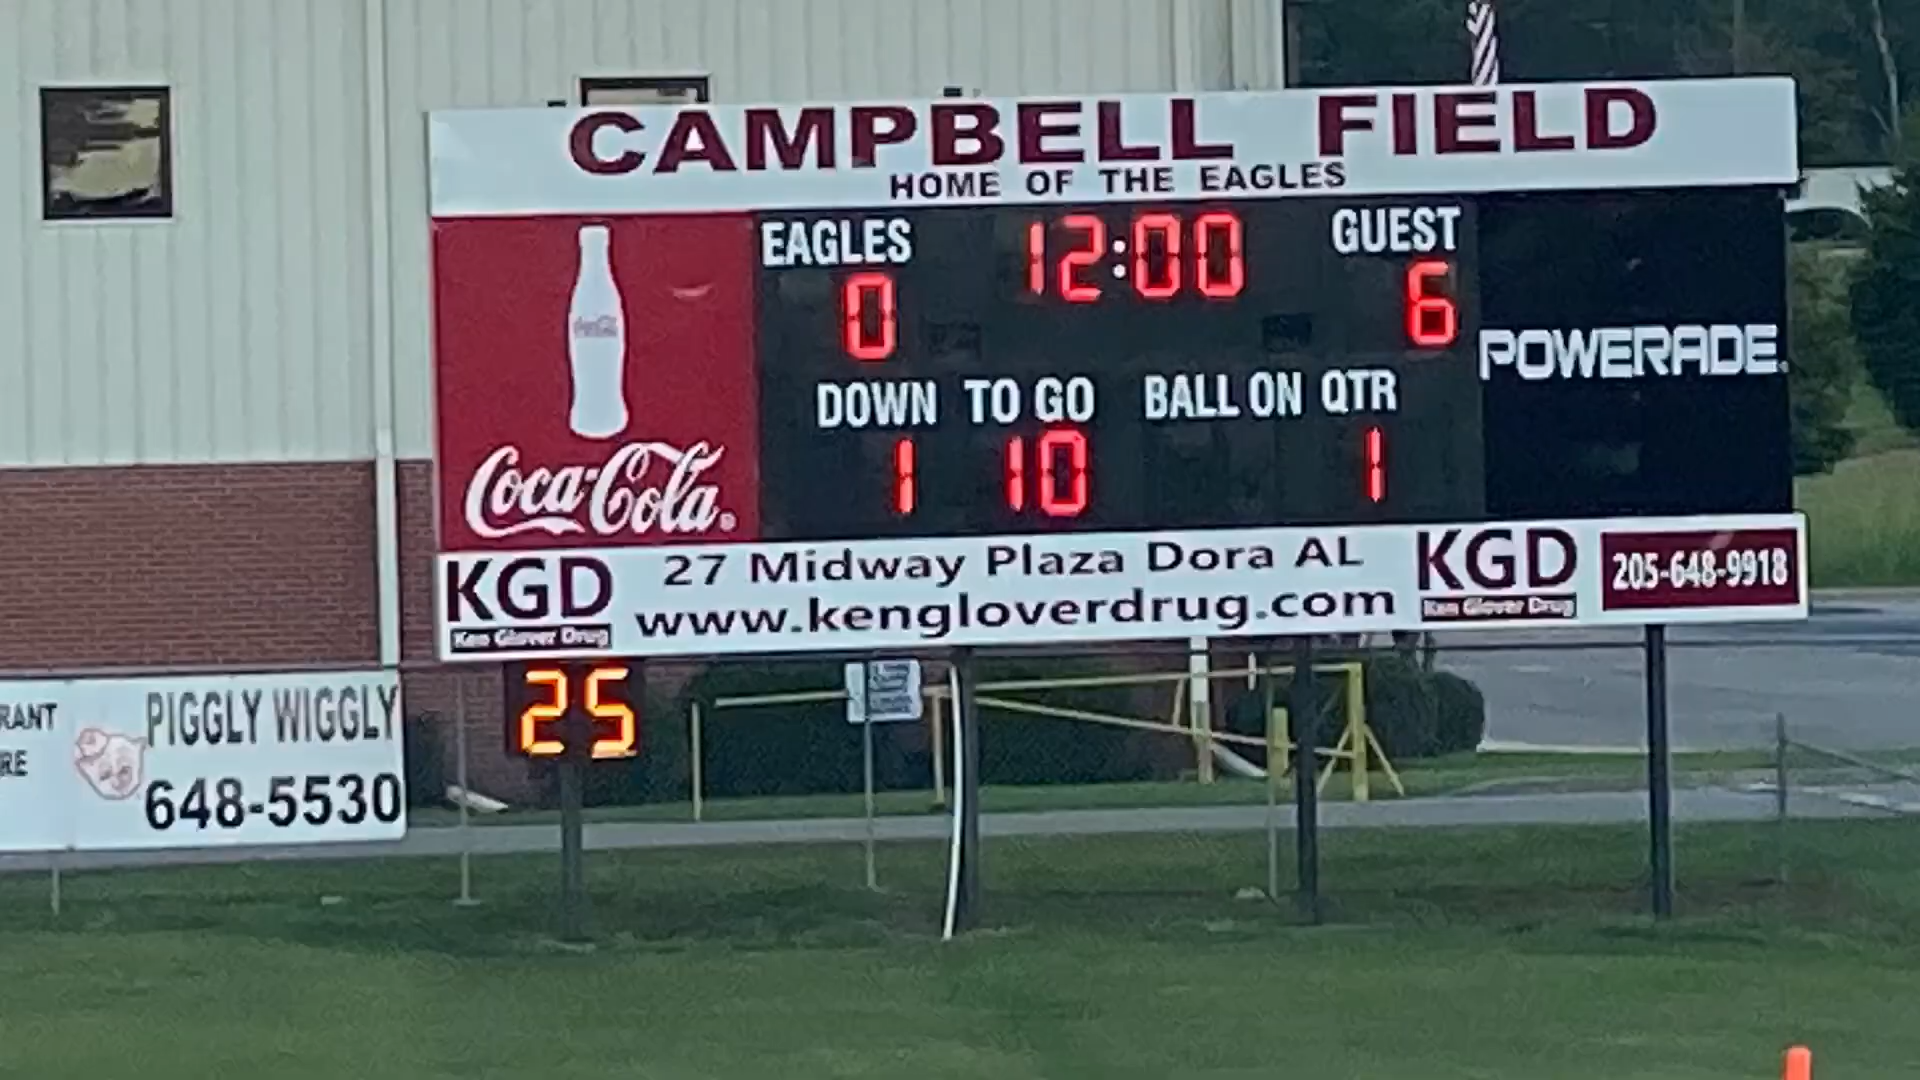 CAMPBELL FIELD
HOME OF THE EAGLES
EAGLES 12:00 GUEST
0 6
POWERADE
DOWN TO GO BALL ON QTR
1 10 1
Coca-Cola
Coca-Cola
KGD 27 Midway Plaza Dora AL KGD 205-648-9918
Ken Glover Drug www.kengloverdrug.com Ken Glover Drug
25
RANT PIGGLY WIGGLY
RE 648-5530